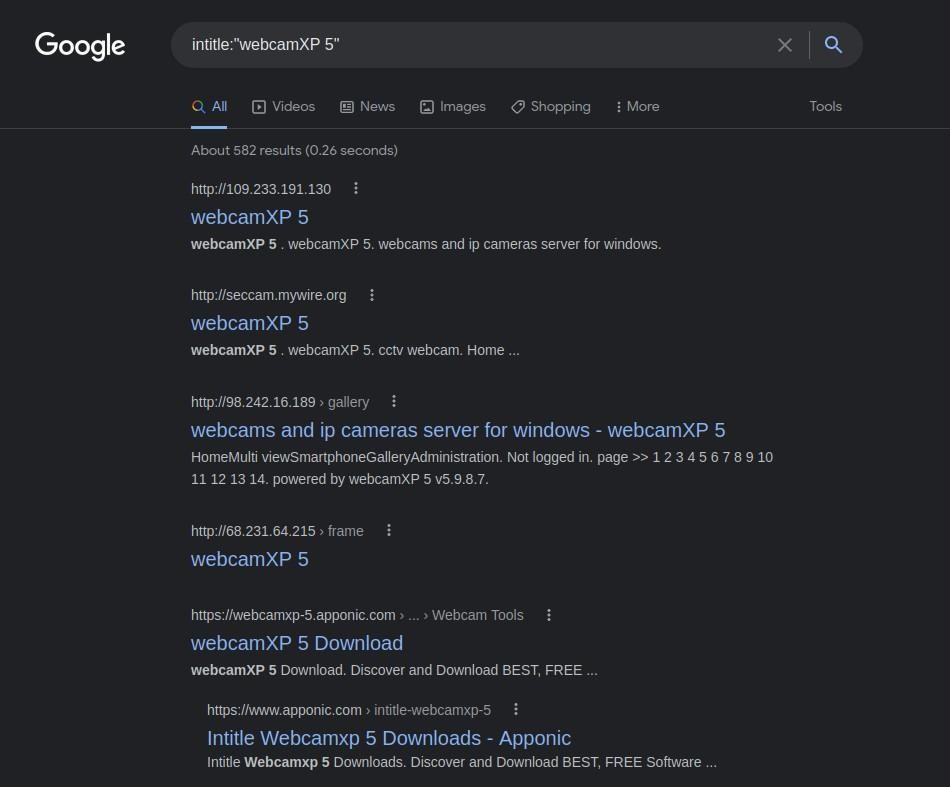 Google
intitle:"webcamXP 5"
All Videos News Images Shopping More Tools
About 582 results (0.26 seconds)
http://109.233.191.130
webcamXP 5
webcamXP 5 . webcamXP 5. webcams and ip cameras server for windows.
http://seccam.mywire.org
webcamXP 5
webcamXP 5 . webcamXP 5. cctv webcam. Home ...
http://98.242.16.189 › gallery
webcams and ip cameras server for windows - webcamXP 5
HomeMulti viewSmartphoneGalleryAdministration. Not logged in. page >> 1 2 3 4 5 6 7 8 9 10
11 12 13 14. powered by webcamXP 5 v5.9.8.7.
http://68.231.64.215 › frame
webcamXP 5
https://webcamxp-5.apponic.com › ... › Webcam Tools
webcamXP 5 Download
webcamXP 5 Download. Discover and Download BEST, FREE ...
https://www.apponic.com › intitle-webcamxp-5
Intitle Webcamxp 5 Downloads - Apponic
Intitle Webcamxp 5 Downloads. Discover and Download BEST, FREE Software ...